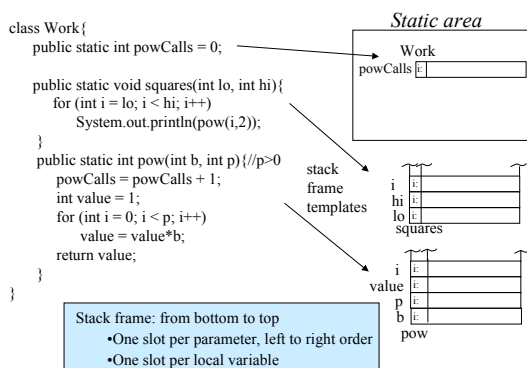 Static area
class Work{
public static int powCalls = 0;
Work
powCalls i:
public static void squares(int lo, int hi){
for (int i = lo; i < hi; i++)
System.out.println(pow(i,2));
}
public static int pow(int b, int p){//p>0
powCalls = powCalls + 1;
int value = 1;
for (int i = 0; i < p; i++)
value = value*b;
return value;
}
}
stack
frame
templates
i i:
hi i:
lo i:
squares
i i:
value i:
p i:
b i:
pow
Stack frame: from bottom to top
•One slot per parameter, left to right order
•One slot per local variable